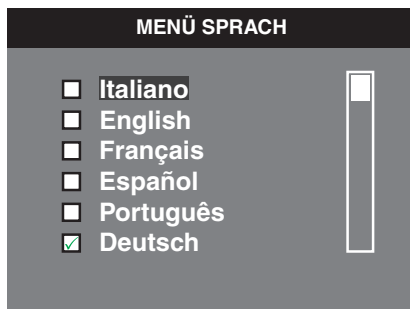 MENÜ SPRACH
Italiano
English
Français
Español
Português
Deutsch